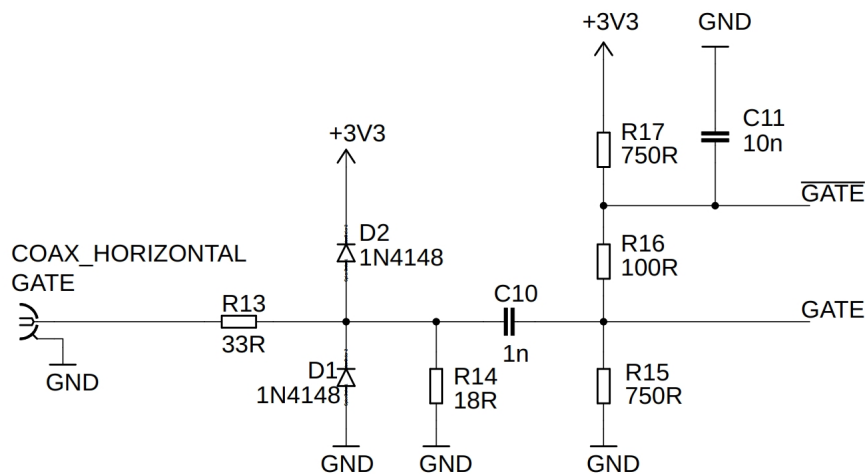 +3V3
GND
R17
750R
C11
10n
+3V3
GATE
D2
1N4148
R16
100R
COAX_HORIZONTAL
GATE
R13
33R
C10
1n
GATE
D1
1N4148
R14
18R
R15
750R
GND
GND
GND
GND